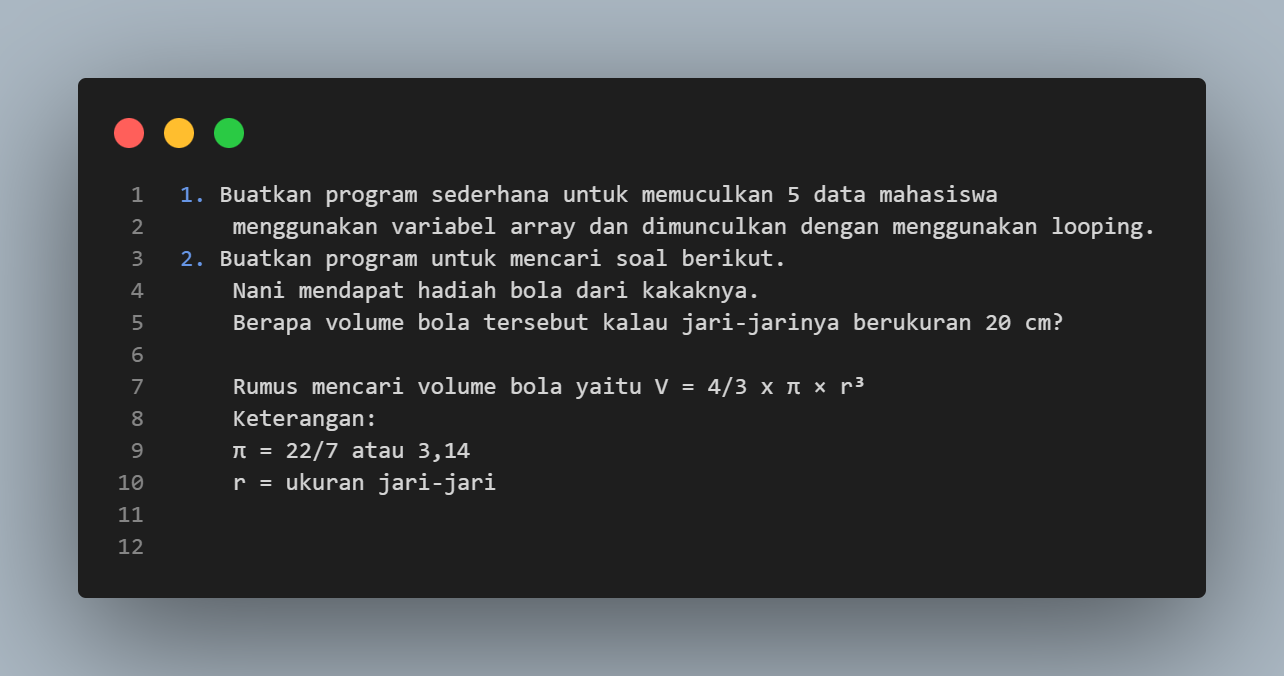 1 1. Buatkan program sederhana untuk memuculkan 5 data mahasiswa
2 menggunakan variabel array dan dimunculkan dengan menggunakan looping.
3 2. Buatkan program untuk mencari soal berikut.
4 Nani mendapat hadiah bola dari kakaknya.
5 Berapa volume bola tersebut kalau jari-jarinya berukuran 20 cm?
6
7 Rumus mencari volume bola yaitu V = 4/3 x π × r³
8 Keterangan:
9 π = 22/7 atau 3,14
10 r = ukuran jari-jari
11
12